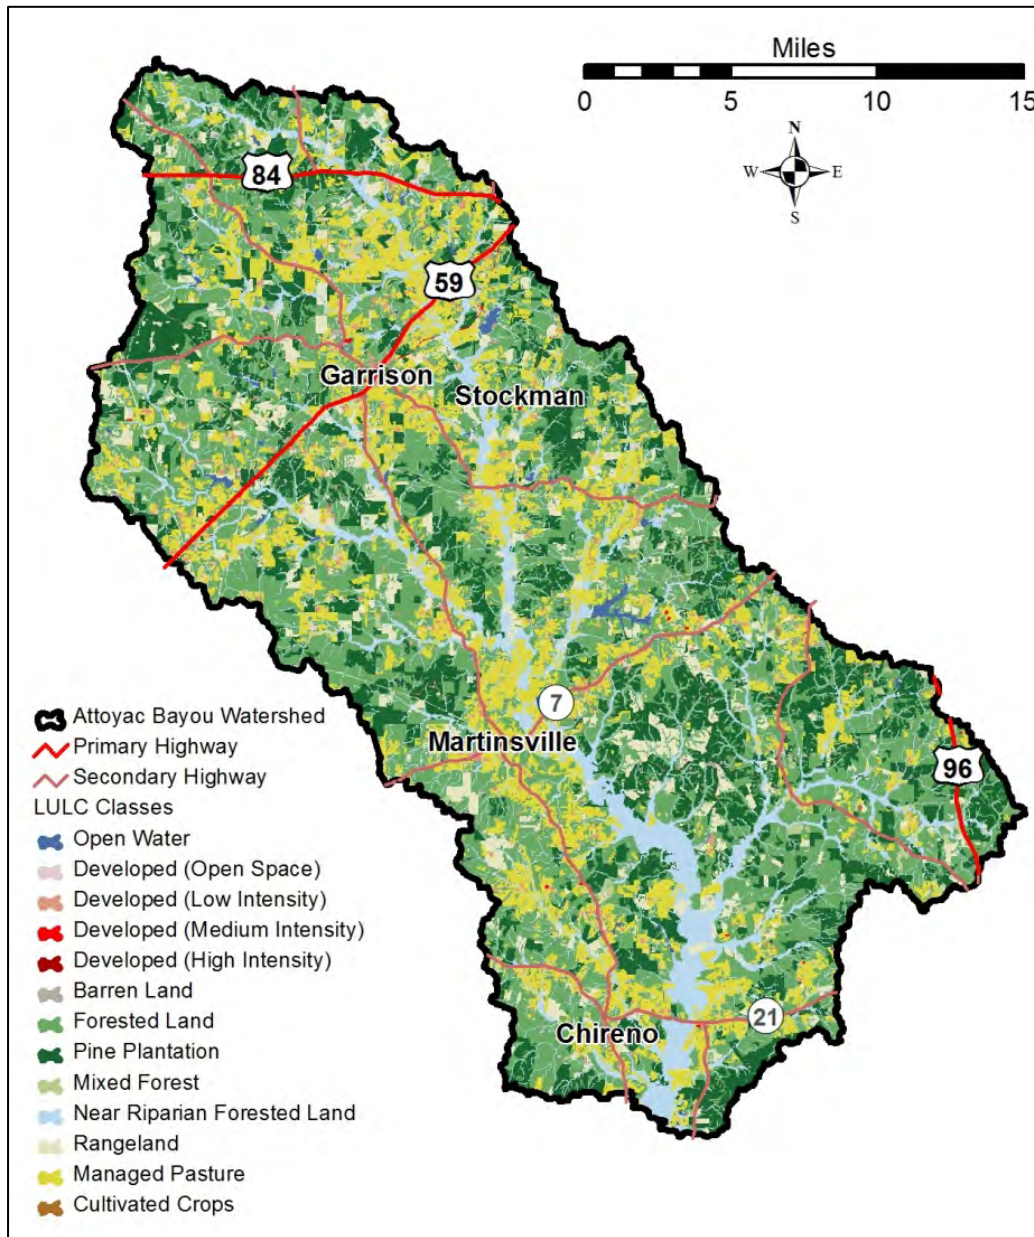 Miles
0 5 10 15
N
W E
S
84
59
Garrison
Stockman
7
Martinsville
96
21
Chireno
Attoyac Bayou Watershed
Primary Highway
Secondary Highway
LULC Classes
Open Water
Developed (Open Space)
Developed (Low Intensity)
Developed (Medium Intensity)
Developed (High Intensity)
Barren Land
Forested Land
Pine Plantation
Mixed Forest
Near Riparian Forested Land
Rangeland
Managed Pasture
Cultivated Crops